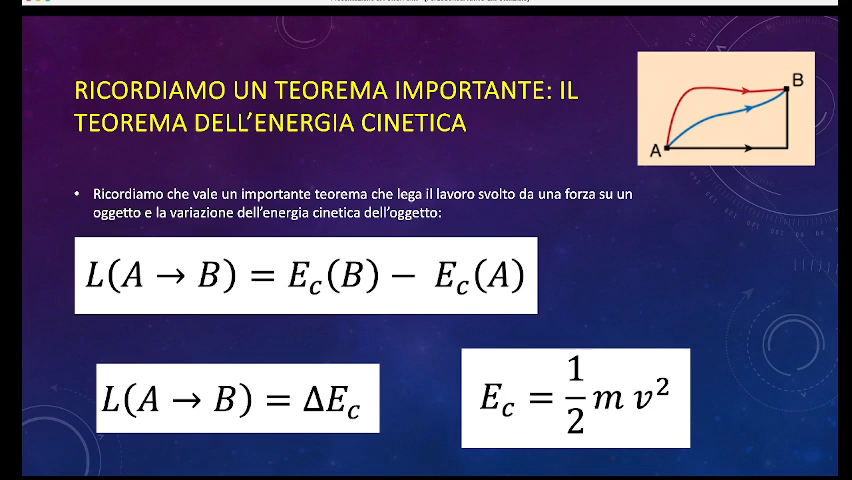 RICORDIAMO UN TEOREMA IMPORTANTE: IL
TEOREMA DELL'ENERGIA CINETICA
B
A
• Ricordiamo che vale un importante teorema che lega il lavoro svolto da una forza su un
oggetto e la variazione dell'energia cinetica dell'oggetto:
L(A → B) = E_c(B) − E_c(A)
L(A → B) = ΔE_c
E_c = 1/2 m v²